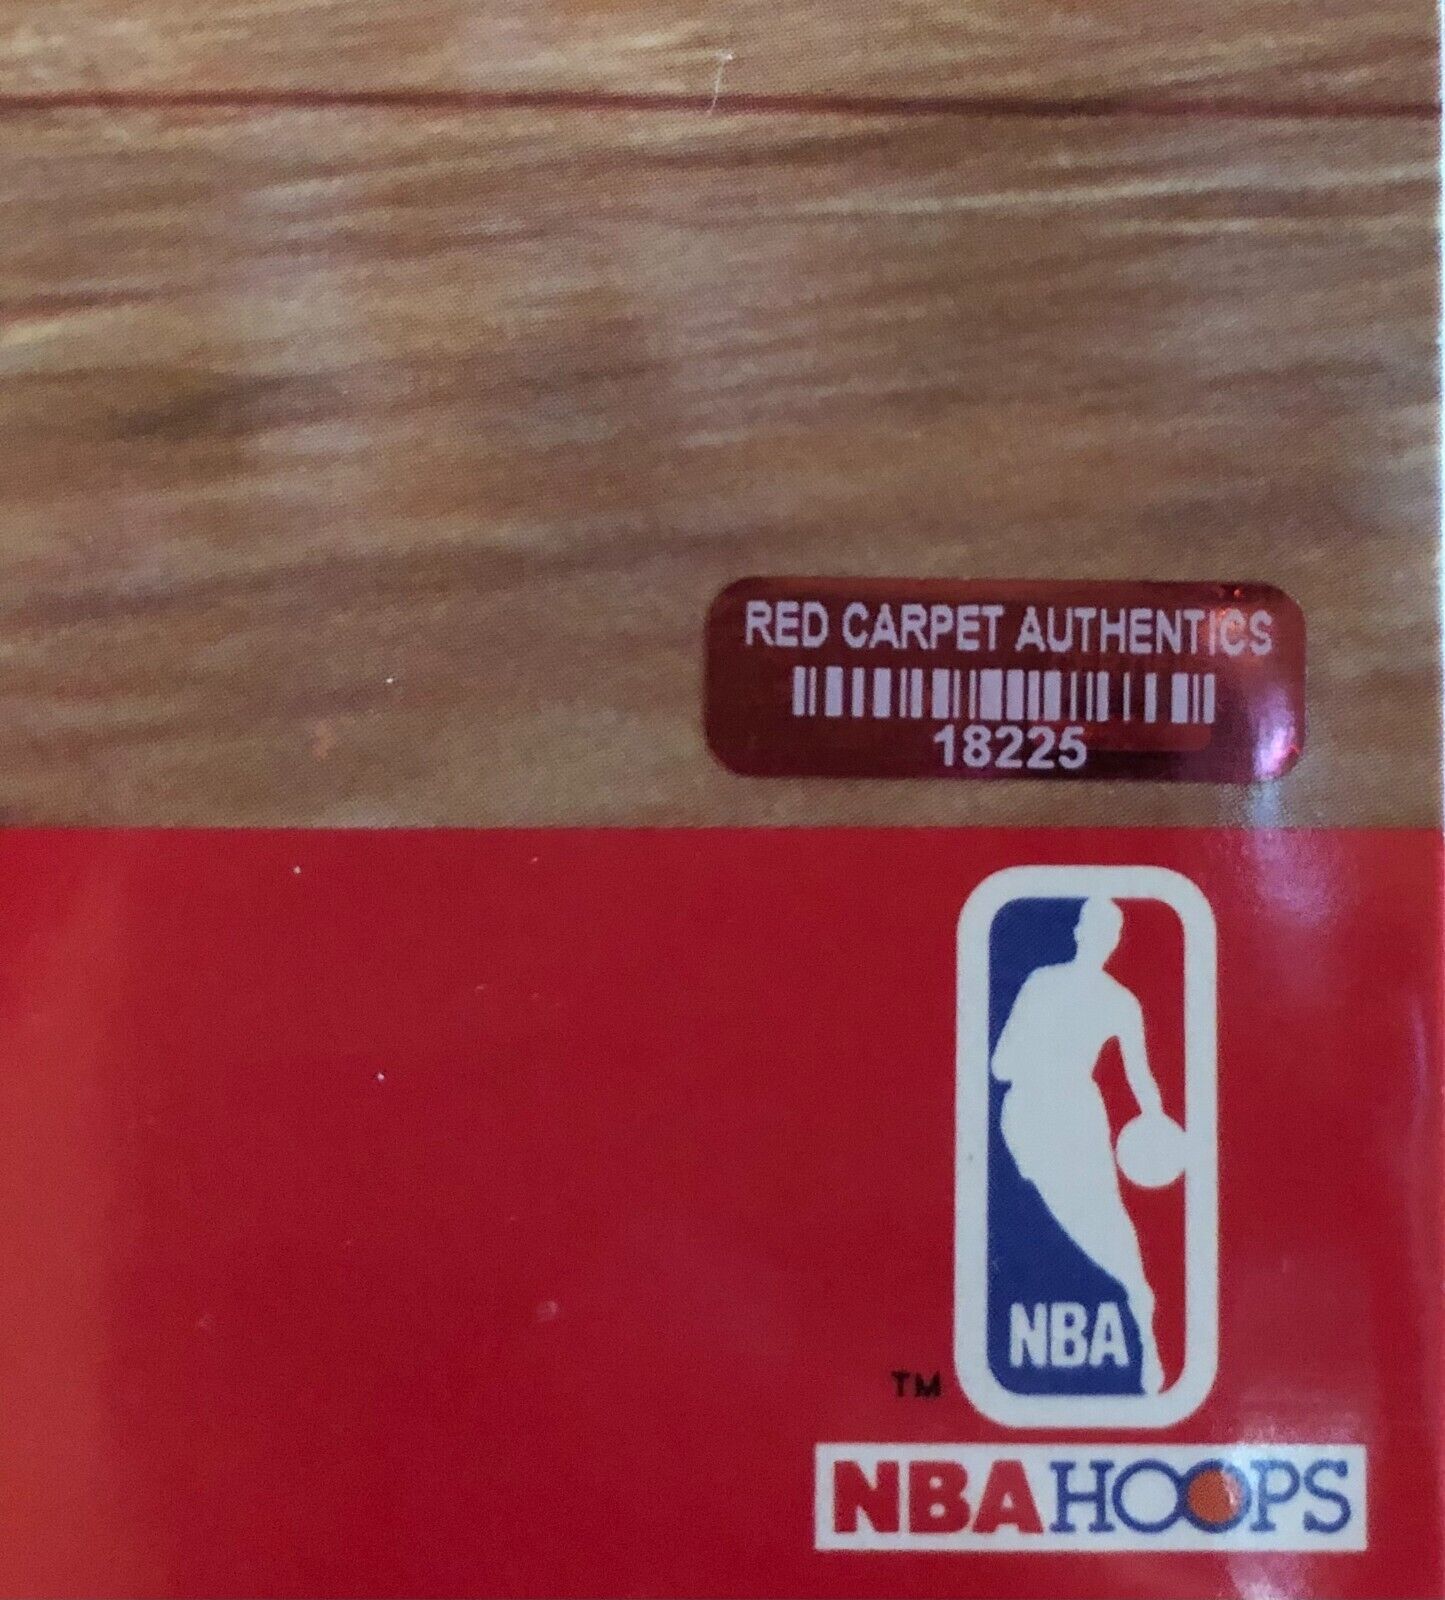 RED CARPET AUTHENTICS
18225
NBA
TM
NBA HOOPS